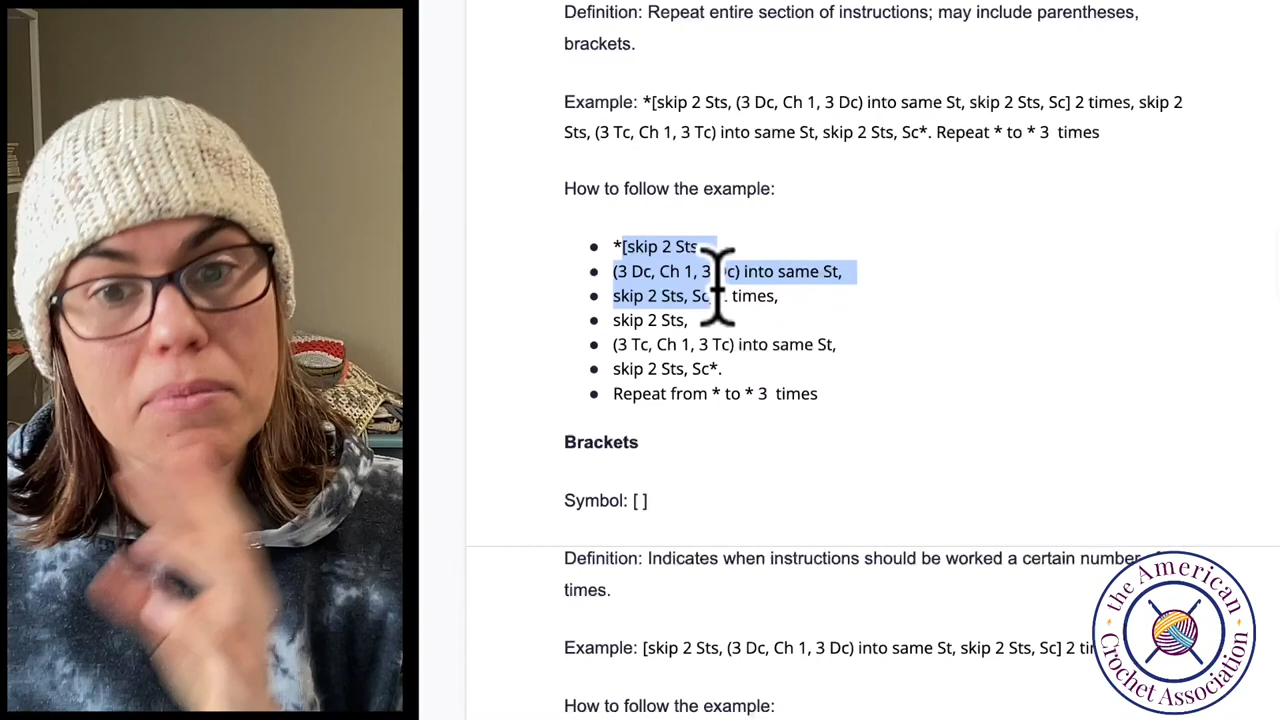 Definition: Repeat entire section of instructions; may include parentheses,
brackets.
Example: *[skip 2 Sts, (3 Dc, Ch 1, 3 Dc) into same St, skip 2 Sts, Sc] 2 times, skip 2
Sts, (3 Tc, Ch 1, 3 Tc) into same St, skip 2 Sts, Sc*. Repeat * to * 3 times
How to follow the example:
● *[skip 2 Sts
● (3 Dc, Ch 1, 3 Dc) into same St,
● skip 2 Sts, Sc times,
● skip 2 Sts,
● (3 Tc, Ch 1, 3 Tc) into same St,
● skip 2 Sts, Sc*.
● Repeat from * to * 3 times
Brackets
Symbol: [ ]
Definition: Indicates when instructions should be worked a certain number
times.
Example: [skip 2 Sts, (3 Dc, Ch 1, 3 Dc) into same St, skip 2 Sts, Sc] 2
How to follow the example:
the American
Crochet Association